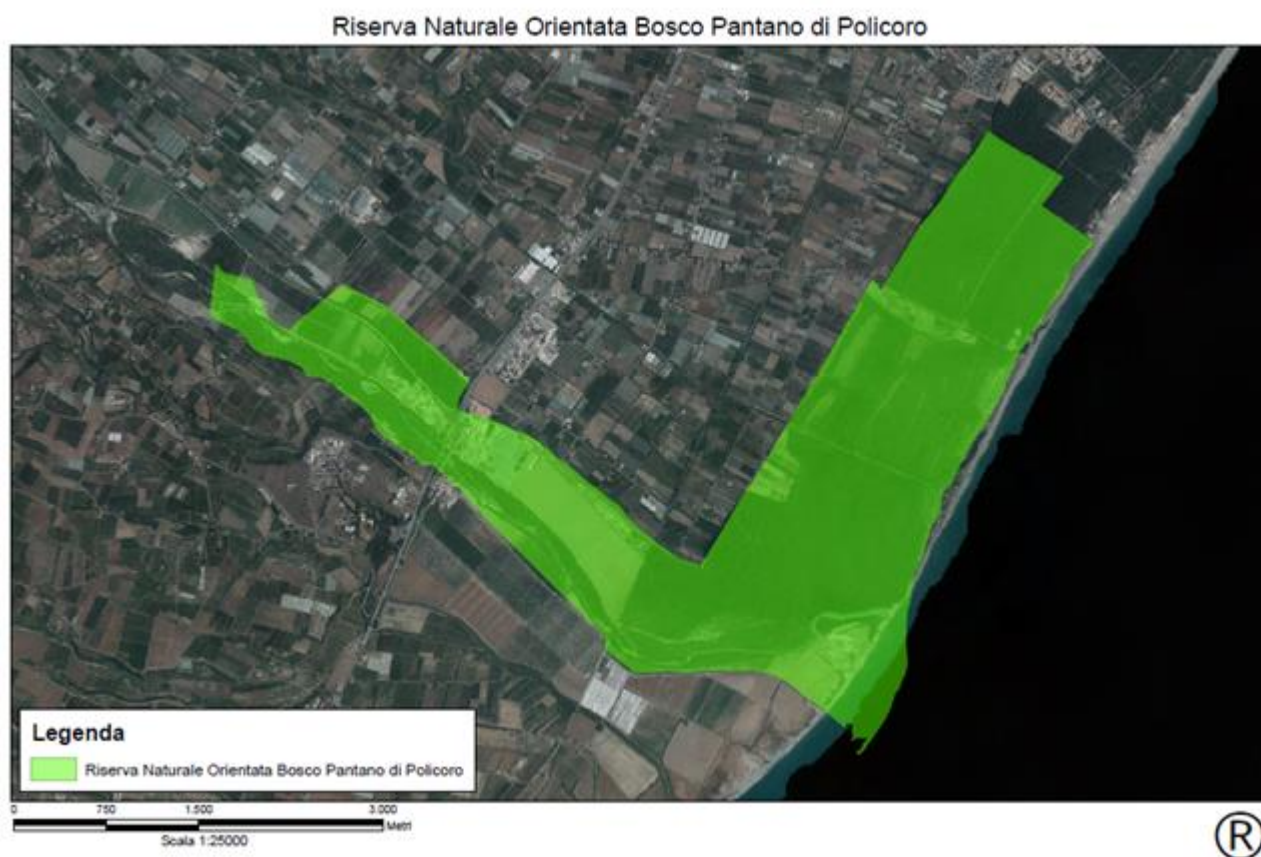 Riserva Naturale Orientata Bosco Pantano di Policoro
Legenda
Riserva Naturale Orientata Bosco Pantano di Policoro
0 750 1.500 3.000
Metri
Scala 1:25000
®